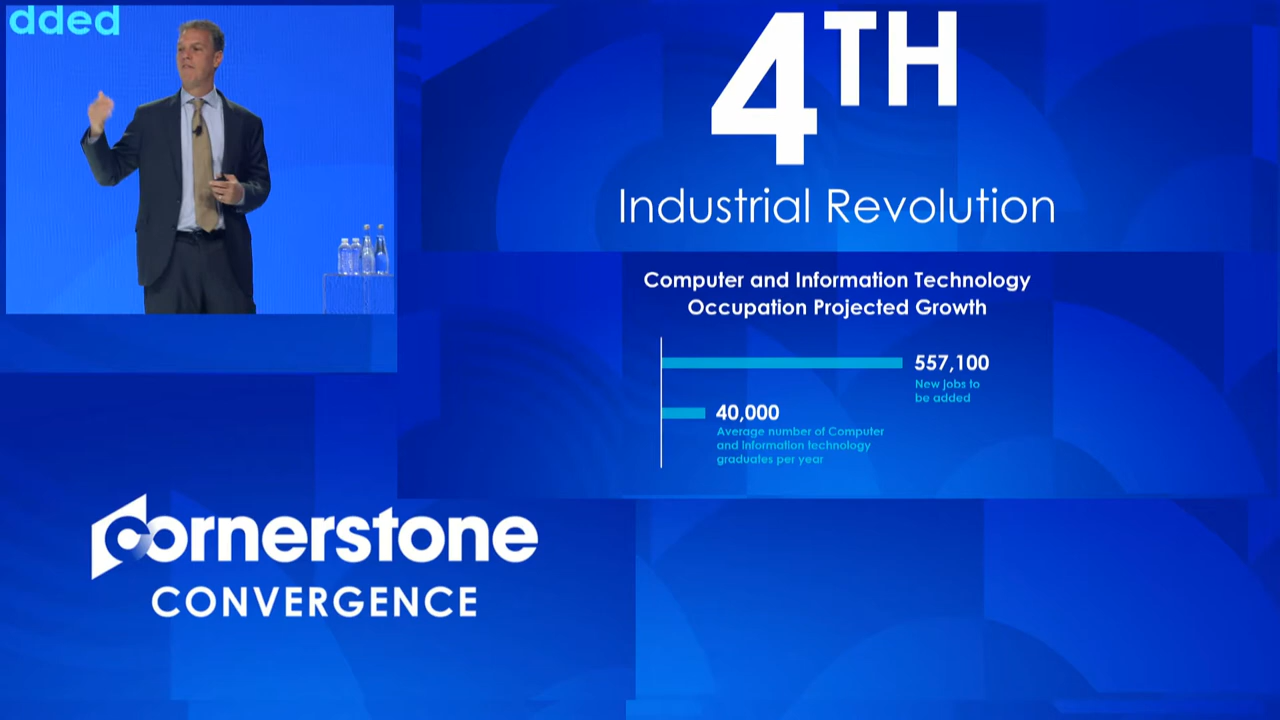 dded
4TH
Industrial Revolution
Computer and Information Technology
Occupation Projected Growth
557,100
New jobs to
be added
40,000
Average number of Computer
and Information technology
graduates per year
cornerstone
CONVERGENCE